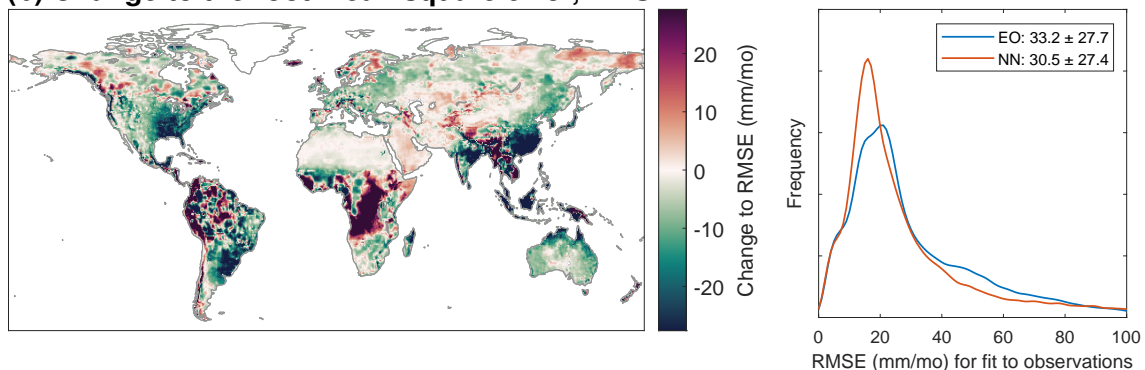 20
10
0
-10
-20
Change to RMSE (mm/mo)
EO: 33.2 ± 27.7
NN: 30.5 ± 27.4
Frequency
0 20 40 60 80 100
RMSE (mm/mo) for fit to observations